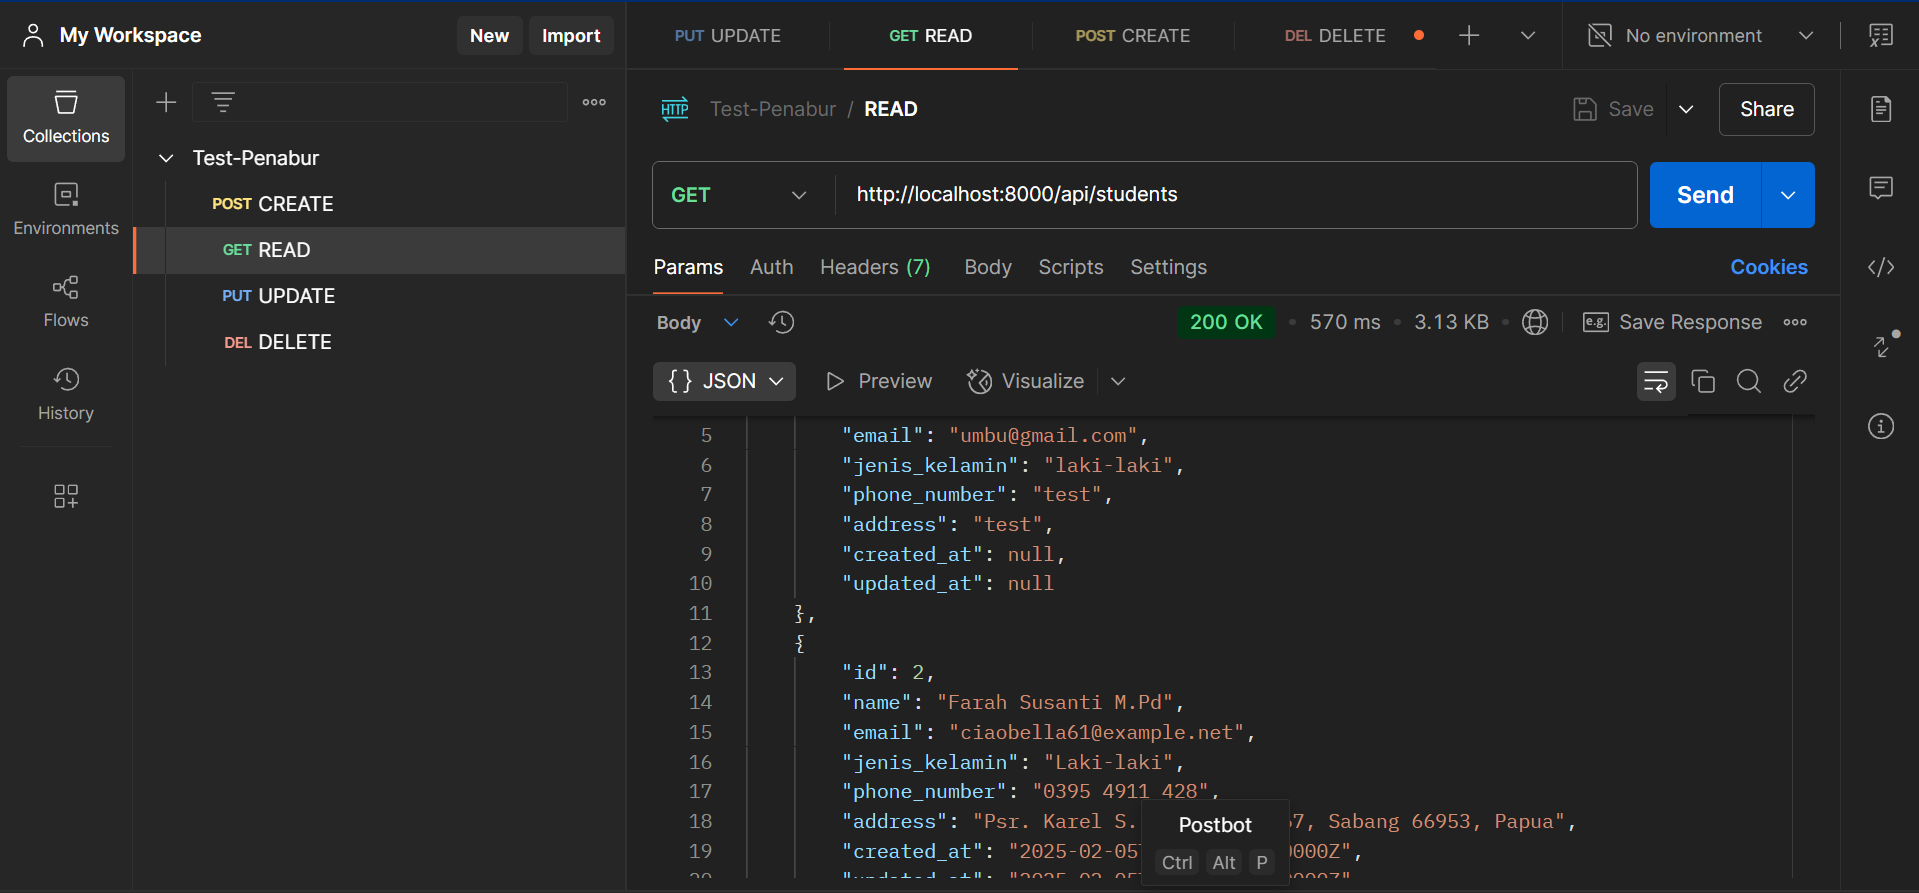 My Workspace
New
Import
PUT UPDATE
GET READ
POST CREATE
DEL DELETE
No environment
Collections
Environments
Flows
History
Test-Penabur
POST CREATE
GET READ
PUT UPDATE
DEL DELETE
HTTP Test-Penabur / READ
Save
Share
GET
http://localhost:8000/api/students
Send
Params
Auth
Headers (7)
Body
Scripts
Settings
Cookies
Body
200 OK
570 ms
3.13 KB
e.g. Save Response
{} JSON
Preview
Visualize
5 "email": "umbu@gmail.com",
6 "jenis_kelamin": "laki-laki",
7 "phone_number": "test",
8 "address": "test",
9 "created_at": null,
10 "updated_at": null
11 },
12 {
13 "id": 2,
14 "name": "Farah Susanti M.Pd",
15 "email": "ciaobella61@example.net",
16 "jenis_kelamin": "Laki-laki",
17 "phone_number": "0395 4911 428",
18 "address": "Psr. Karel S. 7, Sabang 66953, Papua",
19 "created_at": "2025-02-05 000Z",
Postbot
Ctrl Alt P